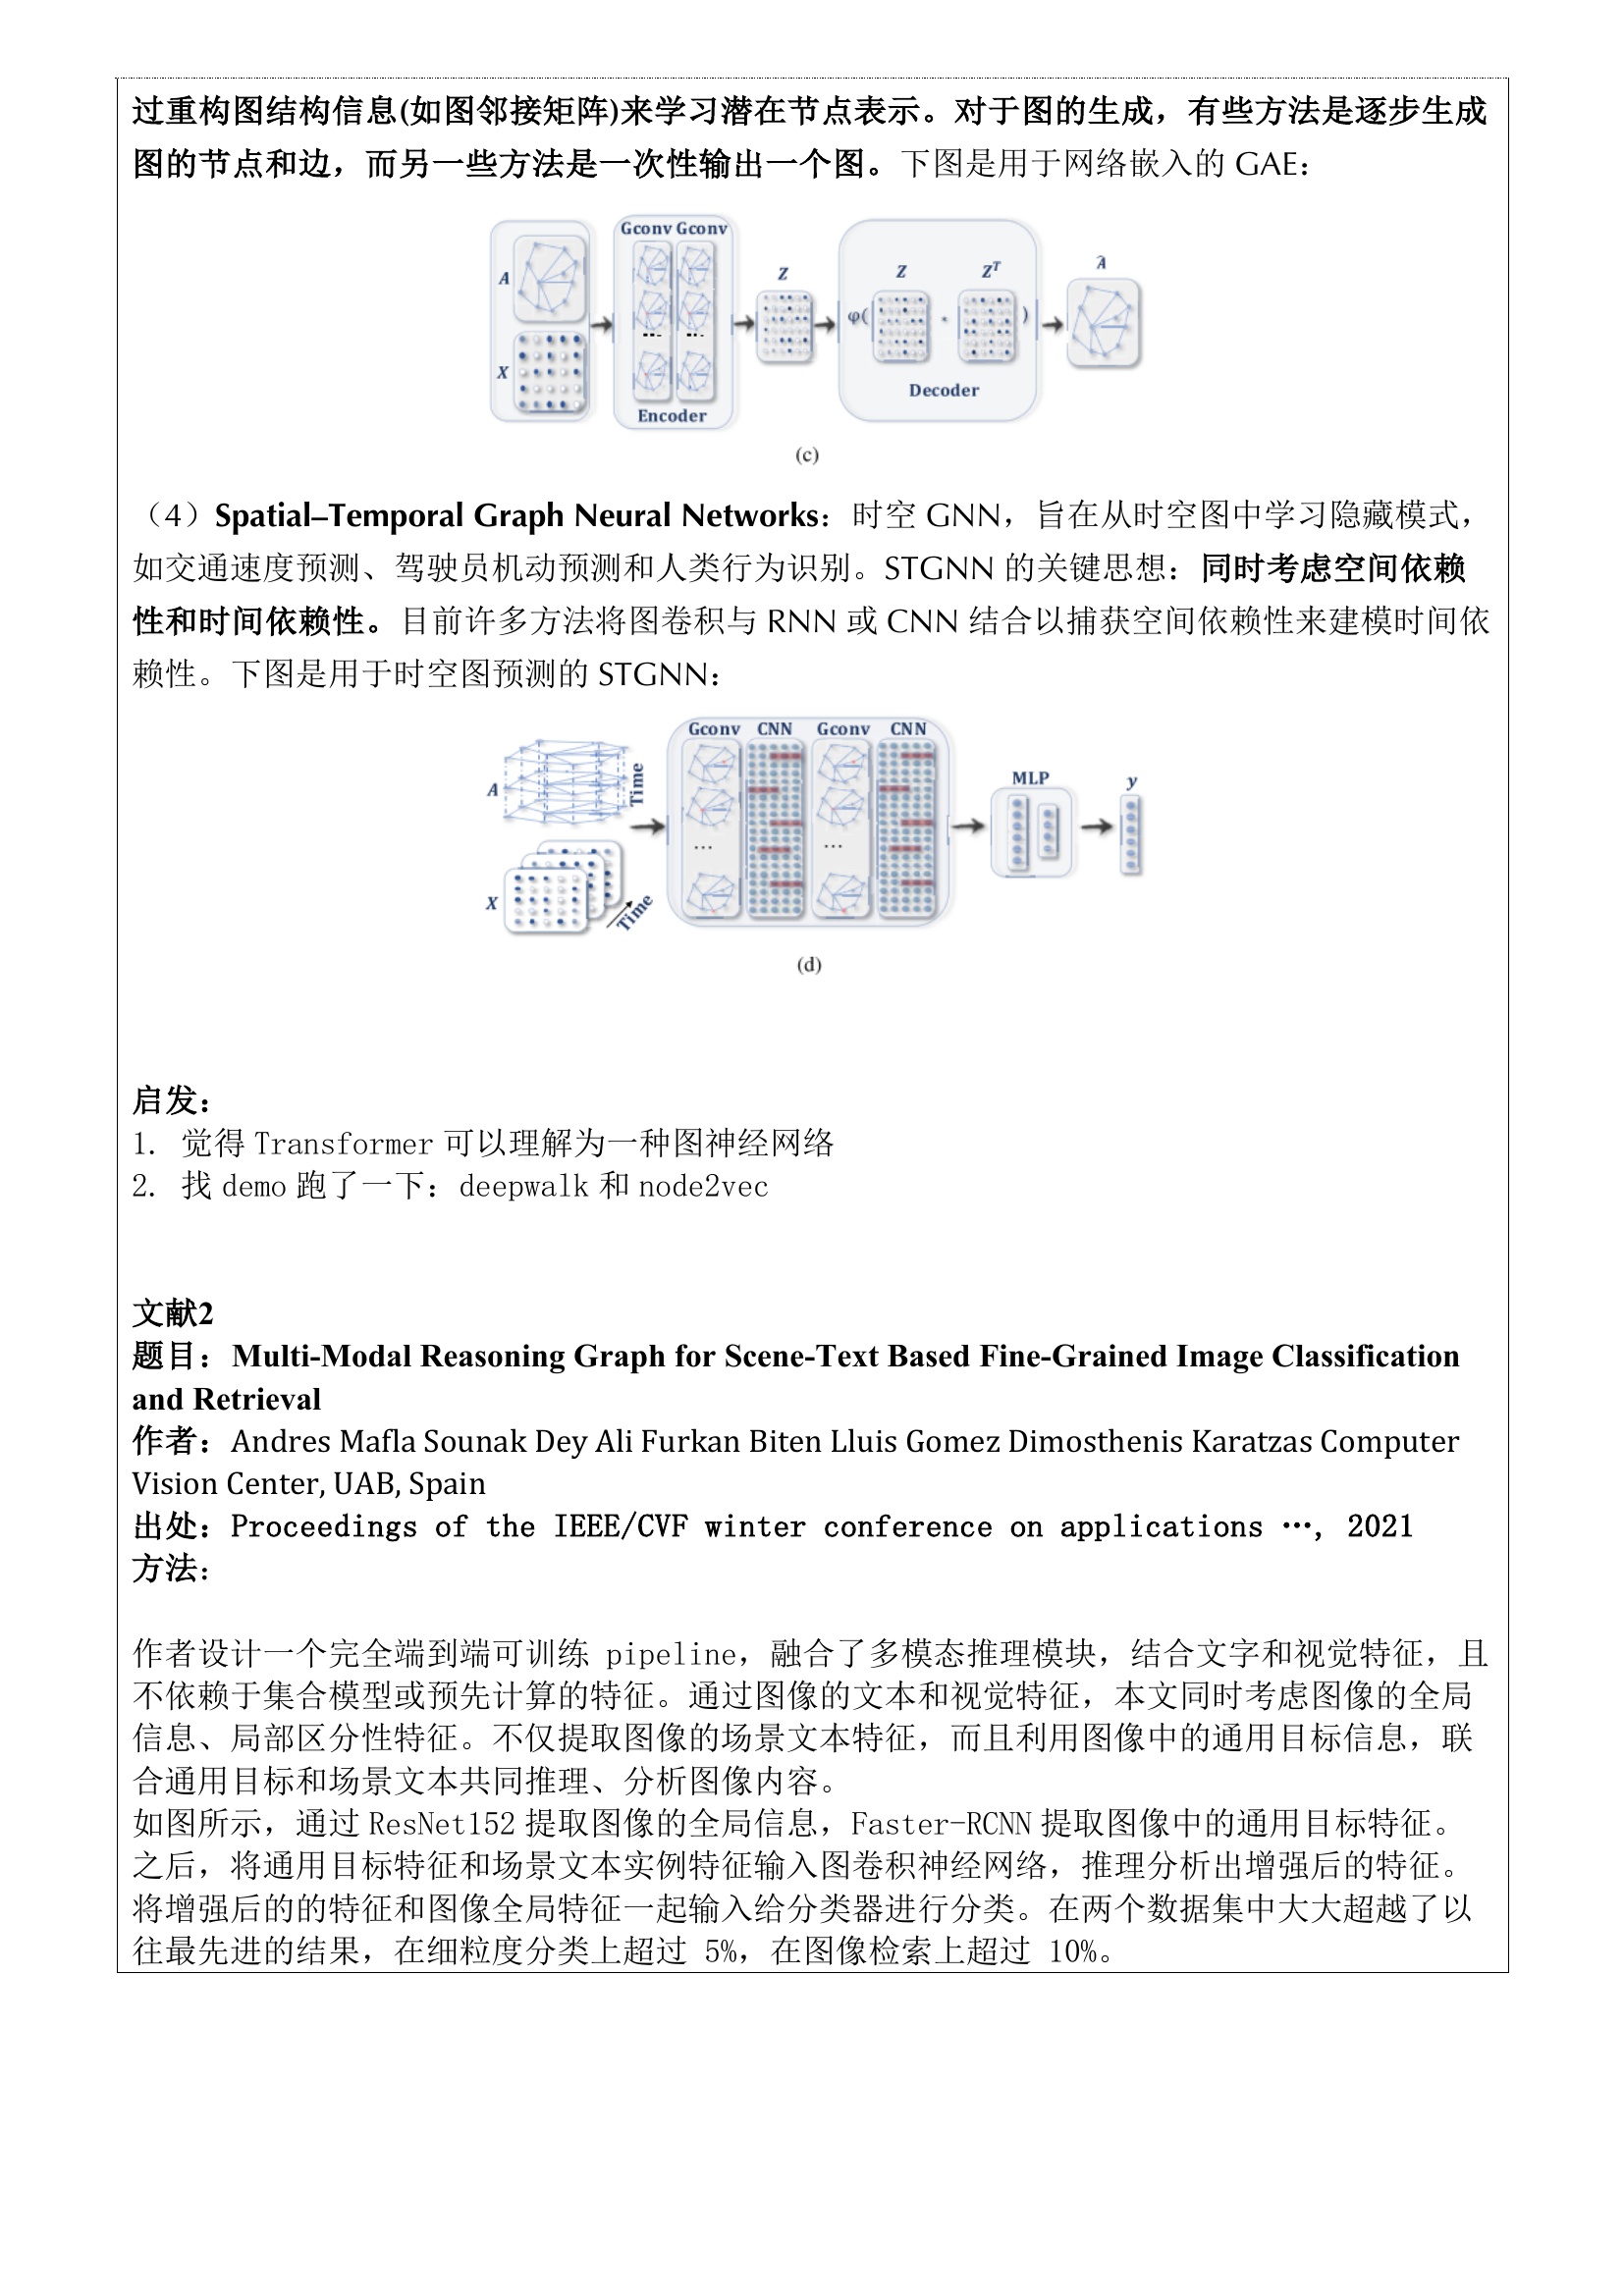 过重构图结构信息(如图邻接矩阵)来学习潜在节点表示。对于图的生成，有些方法是逐步生成
图的节点和边，而另一些方法是一次性输出一个图。下图是用于网络嵌入的 GAE：
Gconv Gconv
A
X
Encoder
Z
φ(
Z
·
Z^T
)
Decoder
Â
(c)
（4）Spatial–Temporal Graph Neural Networks：时空 GNN，旨在从时空图中学习隐藏模式，
如交通速度预测、驾驶员机动预测和人类行为识别。STGNN 的关键思想：同时考虑空间依赖
性和时间依赖性。目前许多方法将图卷积与 RNN 或 CNN 结合以捕获空间依赖性来建模时间依
赖性。下图是用于时空图预测的 STGNN：
Gconv CNN Gconv CNN
A
Time
X
Time
...
...
MLP
y
(d)
启发：
1. 觉得 Transformer 可以理解为一种图神经网络
2. 找 demo 跑了一下：deepwalk 和 node2vec
文献2
题目：Multi-Modal Reasoning Graph for Scene-Text Based Fine-Grained Image Classification
and Retrieval
作者：Andres Mafla Sounak Dey Ali Furkan Biten Lluis Gomez Dimosthenis Karatzas Computer
Vision Center, UAB, Spain
出处：Proceedings of the IEEE/CVF winter conference on applications …, 2021
方法：
作者设计一个完全端到端可训练 pipeline，融合了多模态推理模块，结合文字和视觉特征，且
不依赖于集合模型或预先计算的特征。通过图像的文本和视觉特征，本文同时考虑图像的全局
信息、局部区分性特征。不仅提取图像的场景文本特征，而且利用图像中的通用目标信息，联
合通用目标和场景文本共同推理、分析图像内容。
如图所示，通过 ResNet152 提取图像的全局信息，Faster-RCNN 提取图像中的通用目标特征。
之后，将通用目标特征和场景文本实例特征输入图卷积神经网络，推理分析出增强后的特征。
将增强后的的特征和图像全局特征一起输入给分类器进行分类。在两个数据集中大大超越了以
往最先进的结果，在细粒度分类上超过 5%，在图像检索上超过 10%。